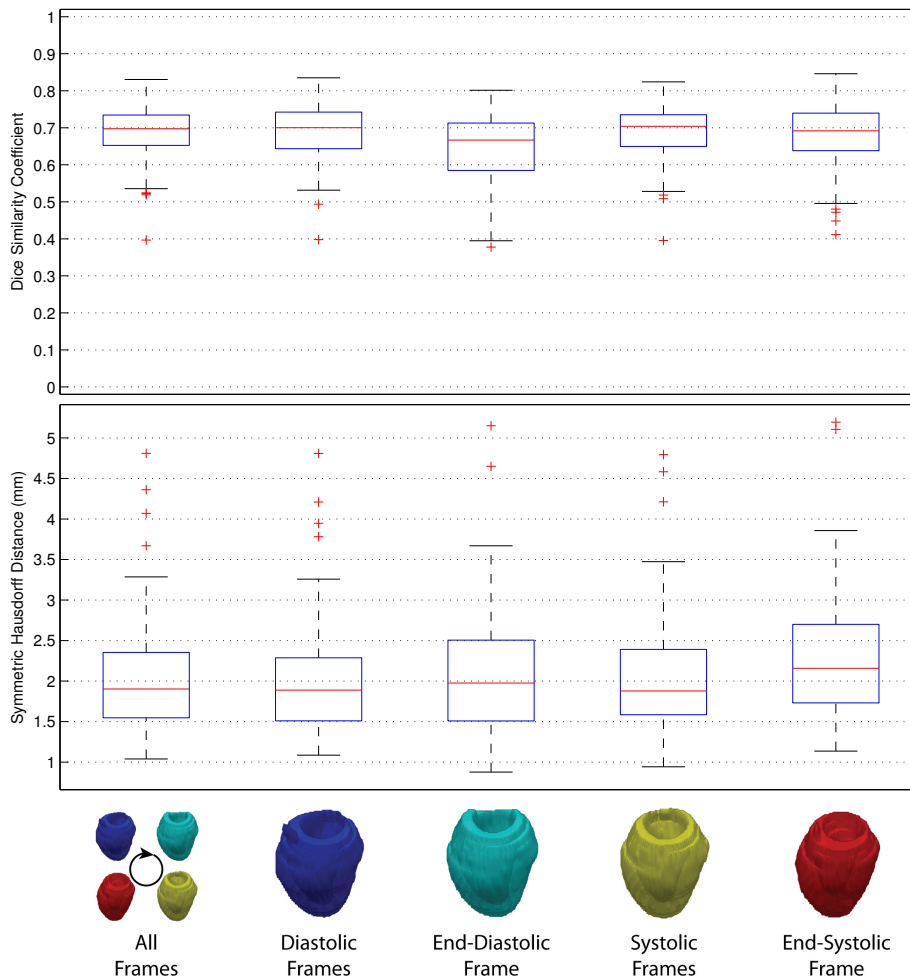 1
0.9
0.8
0.7
0.6
0.5
0.4
0.3
0.2
0.1
0
Dice Similarity Coefficient
5
4.5
4
3.5
3
2.5
2
1.5
1
Symmetric Hausdorff Distance (mm)
All
Frames
Diastolic
Frames
End-Diastolic
Frame
Systolic
Frames
End-Systolic
Frame